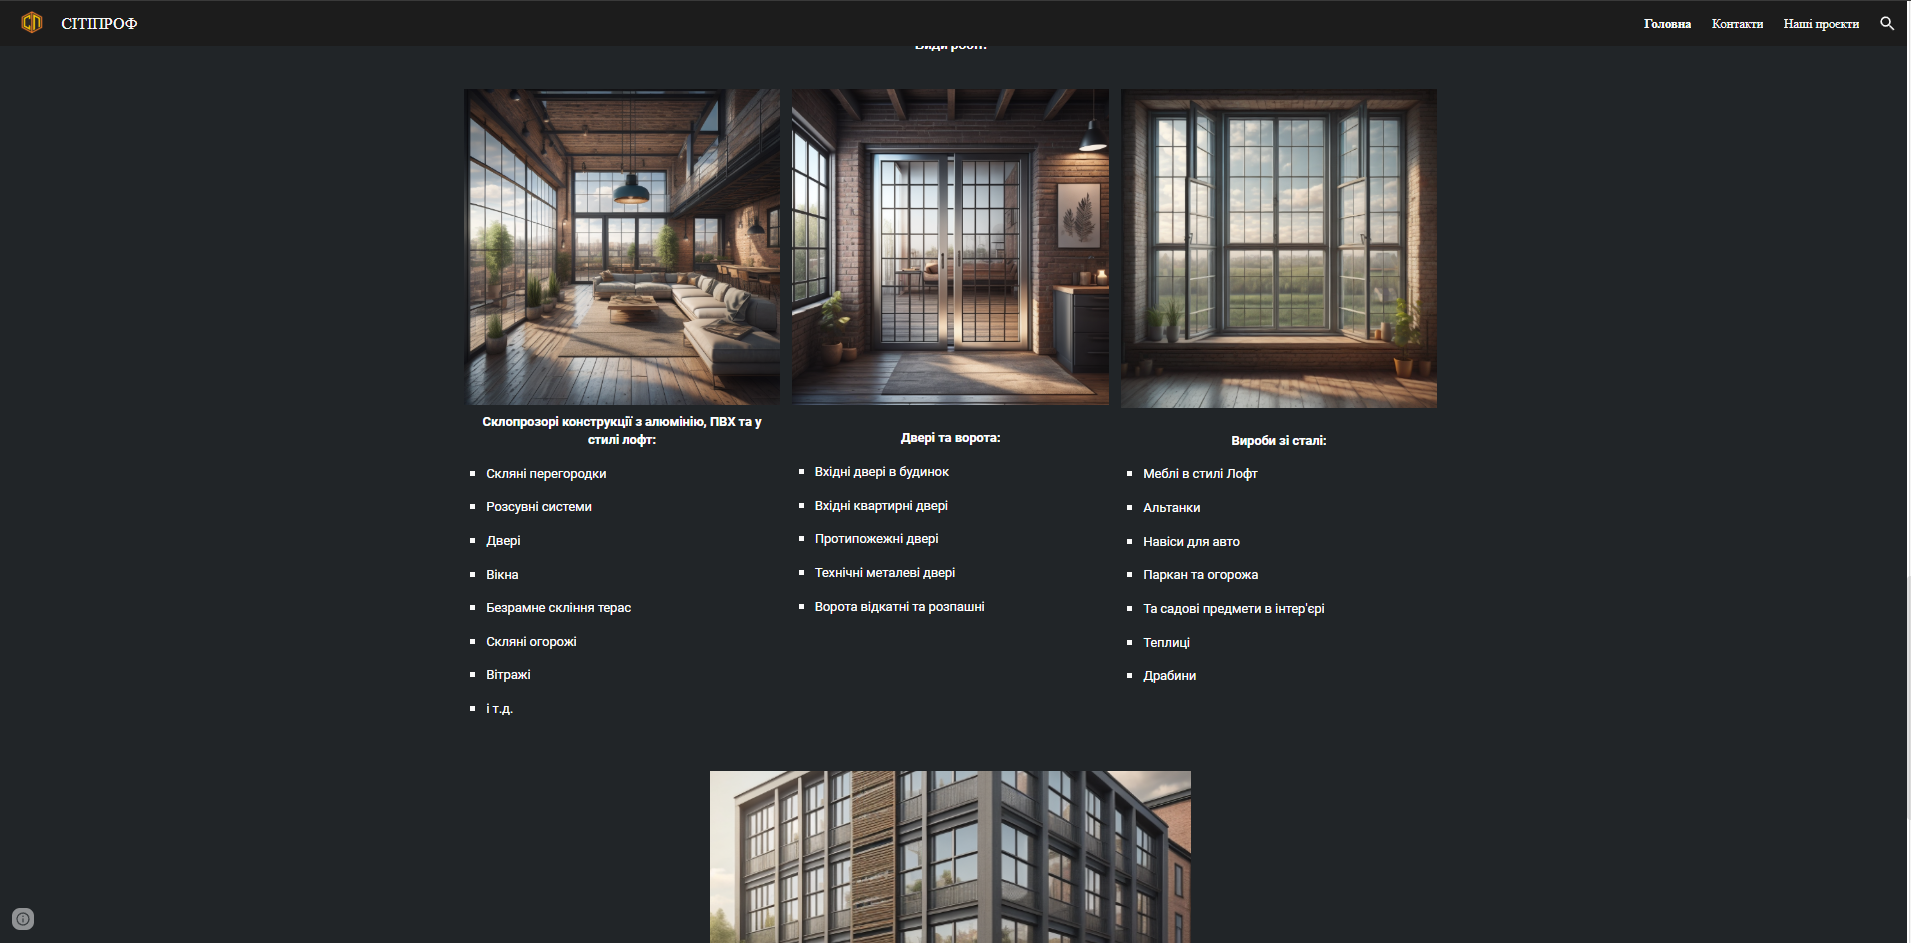 СП
СІТІПРОФ
Головна
Контакти
Наші проєкти
Види робіт:
Склопрозорі конструкції з алюмінію, ПВХ та у
стилі лофт:
Скляні перегородки
Розсувні системи
Двері
Вікна
Безрамне скління терас
Скляні огорожі
Вітражі
і т.д.
Двері та ворота:
Вхідні двері в будинок
Вхідні квартирні двері
Протипожежні двері
Технічні металеві двері
Ворота відкатні та розпашні
Вироби зі сталі:
Меблі в стилі Лофт
Альтанки
Навіси для авто
Паркан та огорожа
Та садові предмети в інтер'єрі
Теплиці
Драбини